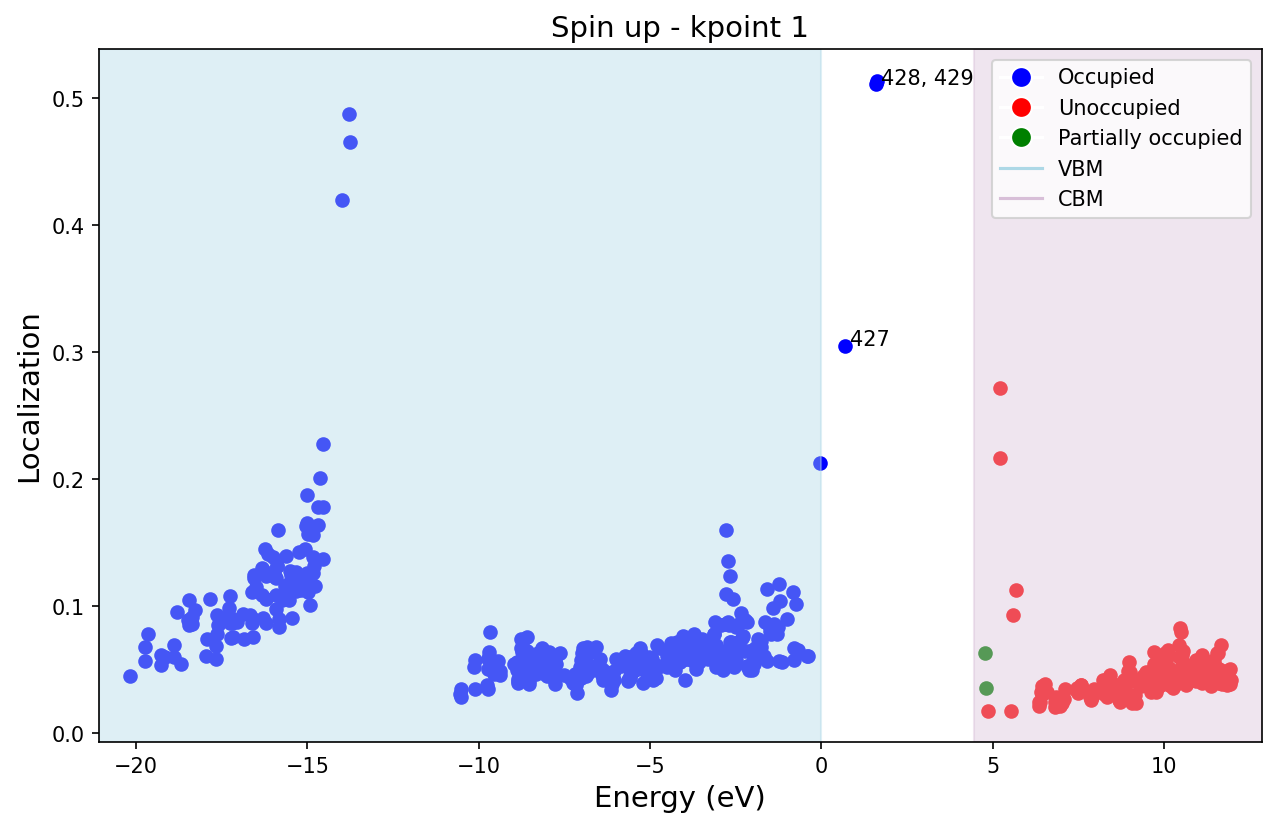 Spin up - kpoint 1
428, 429
427
Occupied
Unoccupied
Partially occupied
VBM
CBM
Localization
0.5
0.4
0.3
0.2
0.1
0.0
−20
−15
−10
−5
0
5
10
Energy (eV)